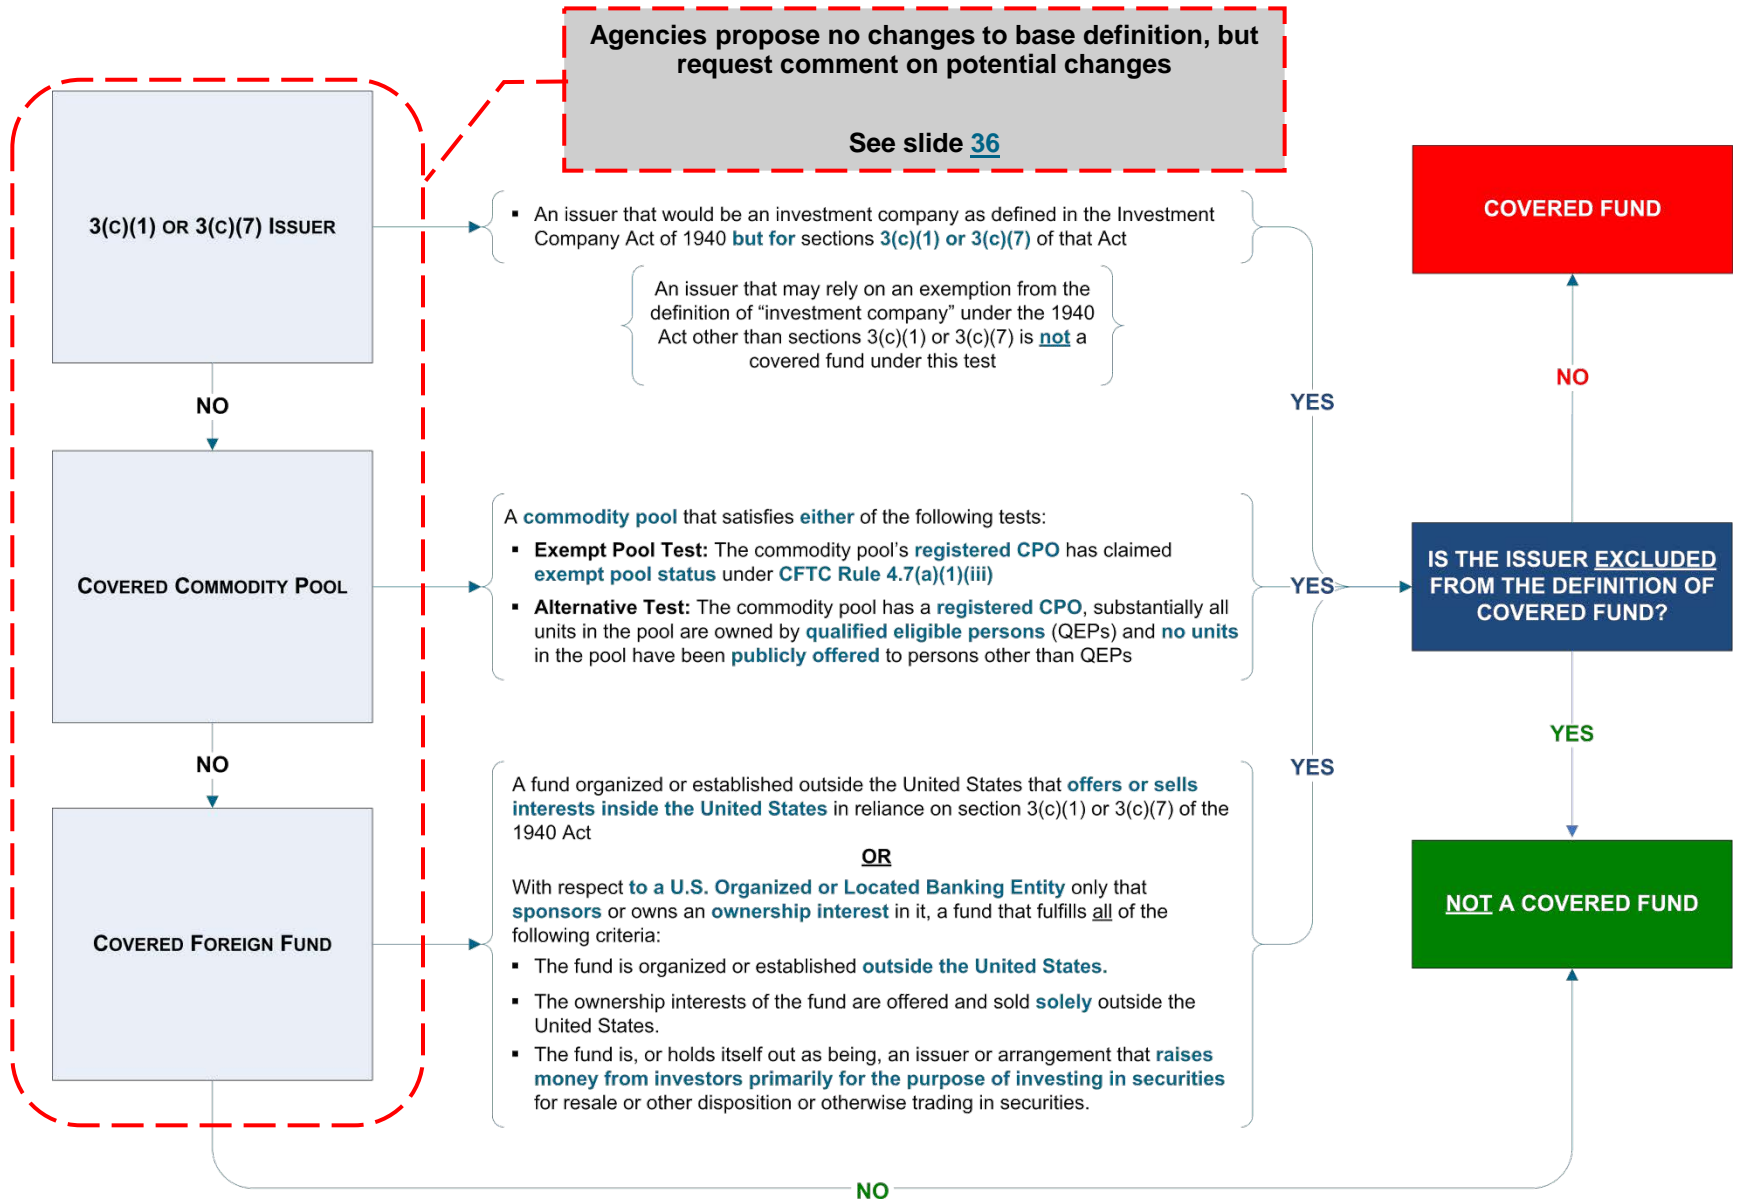 Agencies propose no changes to base definition, but
request comment on potential changes
See slide 36
3(C)(1) OR 3(C)(7) ISSUER
▪ An issuer that would be an investment company as defined in the Investment
Company Act of 1940 but for sections 3(c)(1) or 3(c)(7) of that Act
An issuer that may rely on an exemption from the
definition of “investment company” under the 1940
Act other than sections 3(c)(1) or 3(c)(7) is not a
covered fund under this test
NO
YES
COVERED COMMODITY POOL
A commodity pool that satisfies either of the following tests:
▪ Exempt Pool Test: The commodity pool’s registered CPO has claimed
exempt pool status under CFTC Rule 4.7(a)(1)(iii)
▪ Alternative Test: The commodity pool has a registered CPO, substantially all
units in the pool are owned by qualified eligible persons (QEPs) and no units
in the pool have been publicly offered to persons other than QEPs
YES
NO
COVERED FOREIGN FUND
A fund organized or established outside the United States that offers or sells
interests inside the United States in reliance on section 3(c)(1) or 3(c)(7) of the
1940 Act
OR
With respect to a U.S. Organized or Located Banking Entity only that
sponsors or owns an ownership interest in it, a fund that fulfills all of the
following criteria:
▪ The fund is organized or established outside the United States.
▪ The ownership interests of the fund are offered and sold solely outside the
United States.
▪ The fund is, or holds itself out as being, an issuer or arrangement that raises
money from investors primarily for the purpose of investing in securities
for resale or other disposition or otherwise trading in securities.
YES
NO
COVERED FUND
NO
IS THE ISSUER EXCLUDED
FROM THE DEFINITION OF
COVERED FUND?
YES
NOT A COVERED FUND